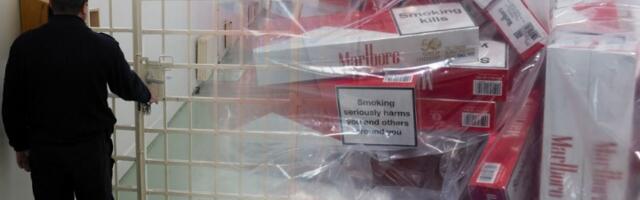 Smoking
kills
Marlboro
Smoking
seriously harms
you and others
around you
Marlboro
Marlboro